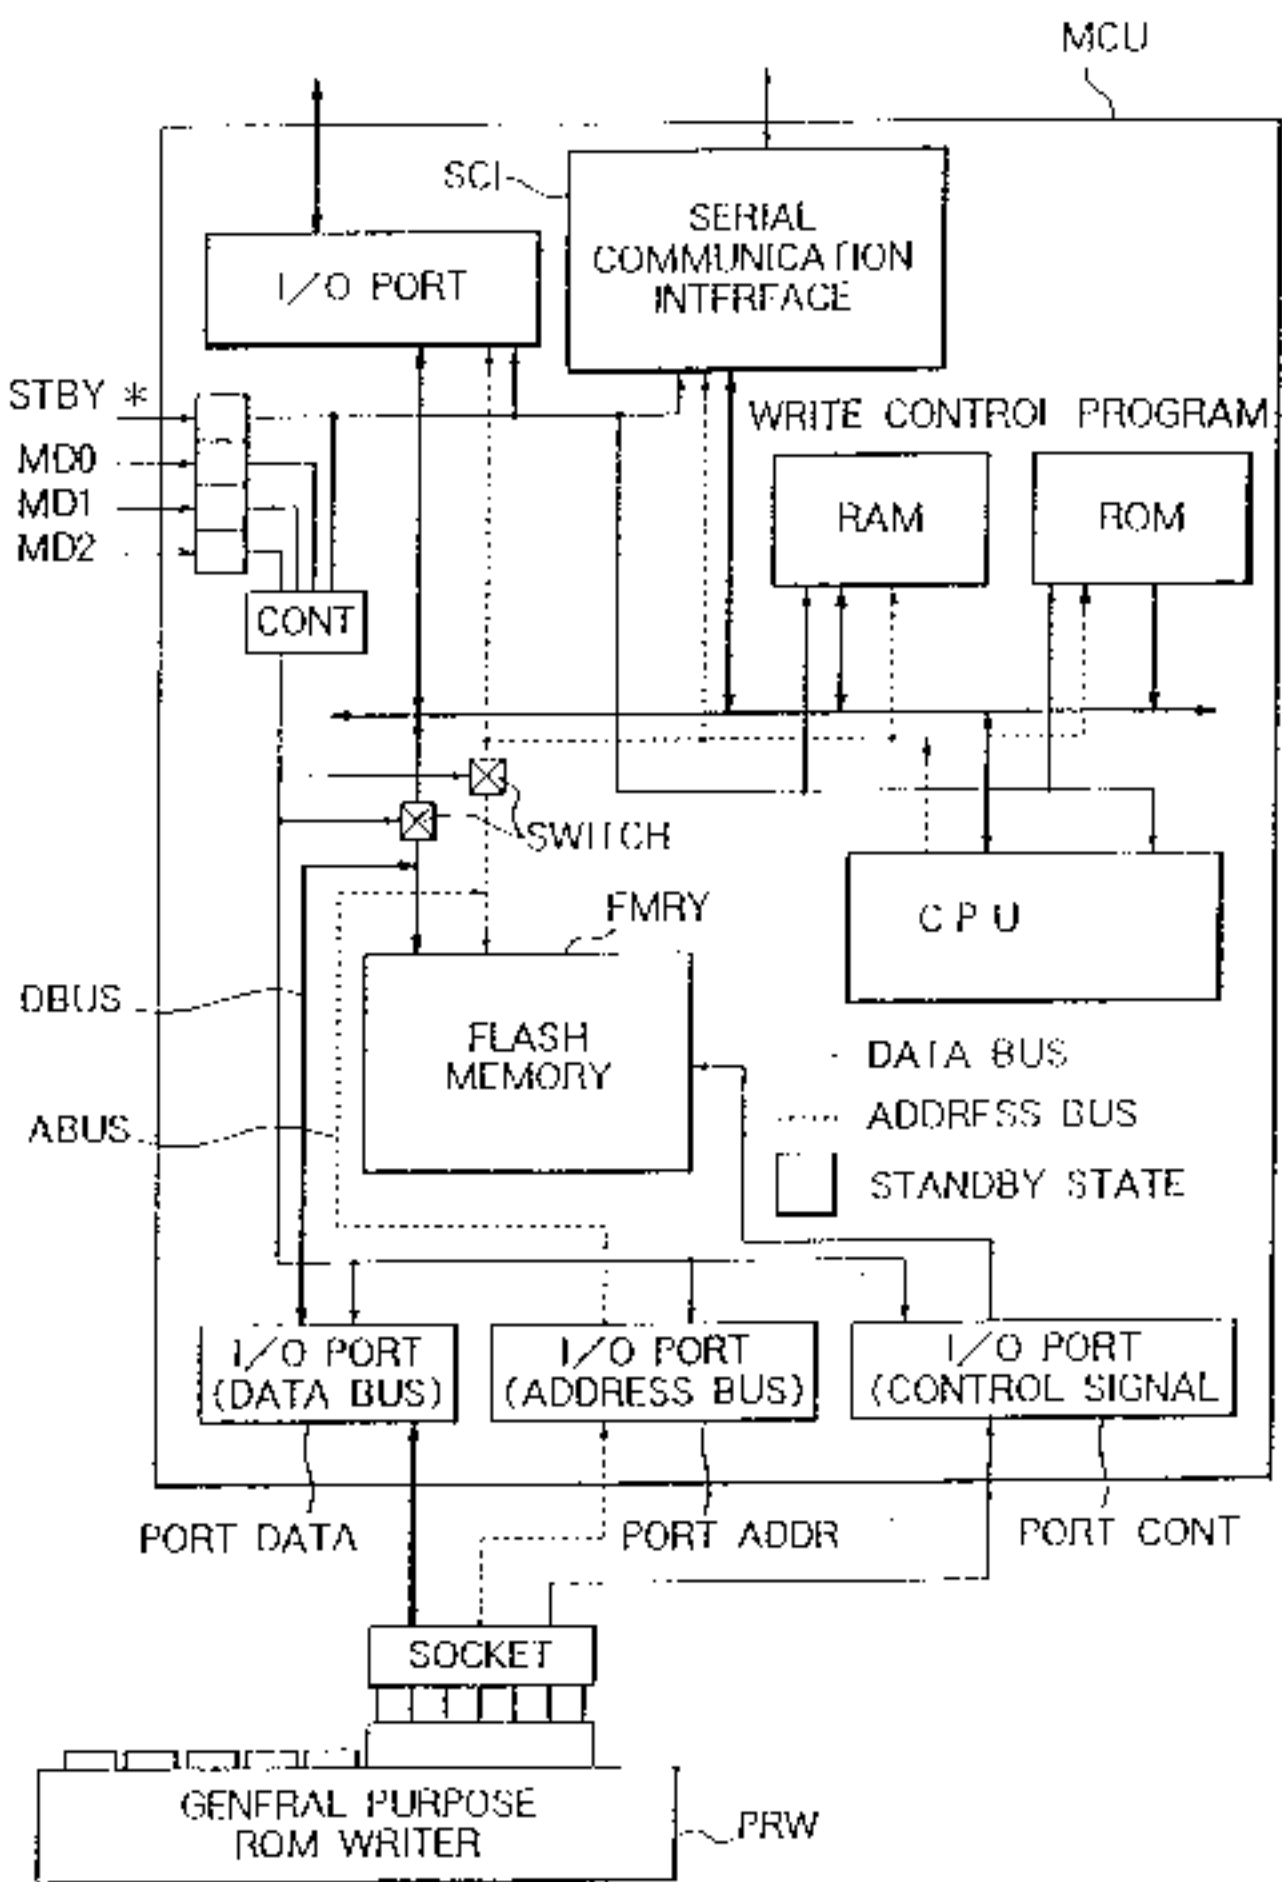 MCU
SCI
SERIAL
COMMUNICATION
INTERFACE
I/O PORT
STBY *
MD0
MD1
MD2
WRITE CONTROL PROGRAM
RAM
ROM
CONT
SWITCH
CPU
FMRY
DBUS
FLASH
MEMORY
DATA BUS
ABUS
ADDRESS BUS
STANDBY STATE
I/O PORT
(DATA BUS)
I/O PORT
(ADDRESS BUS)
I/O PORT
(CONTROL SIGNAL
PORT DATA
PORT ADDR
PORT CONT
SOCKET
GENERAL PURPOSE
ROM WRITER
PRW